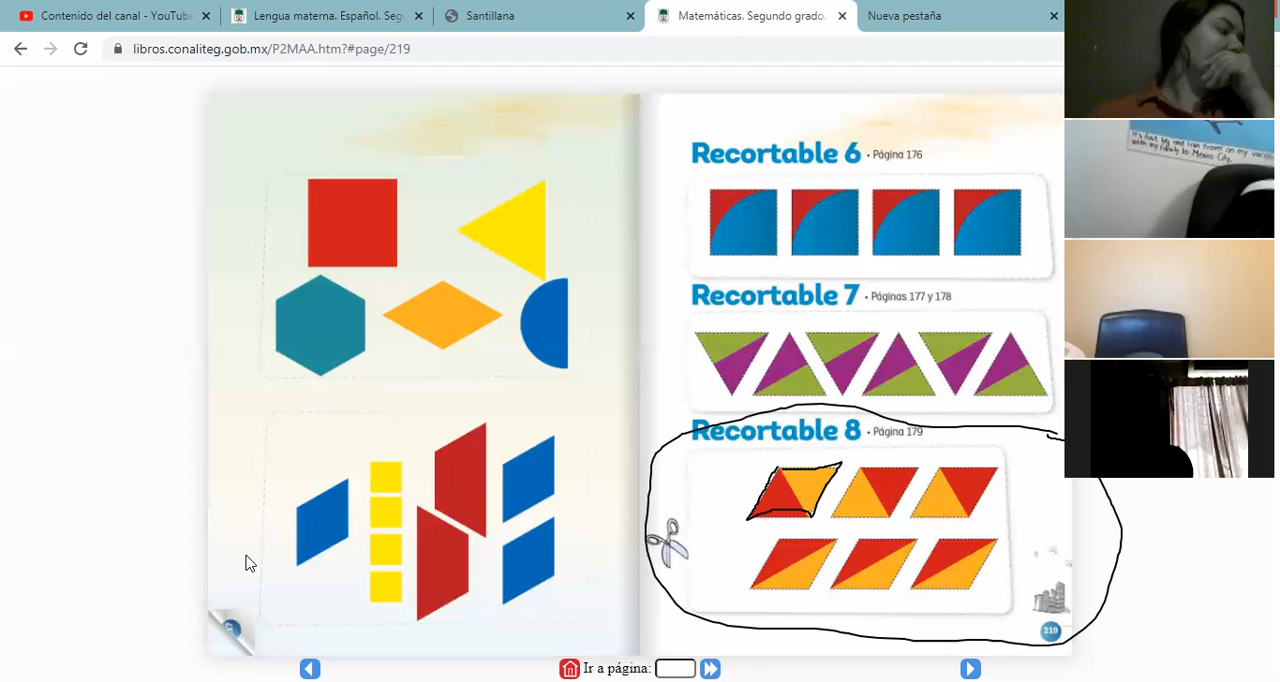 Contenido del canal - YouTube
Lengua materna. Español. Seg
Santillana
Matemáticas. Segundo grado.
Nueva pestaña
libros.conaliteg.gob.mx/P2MAA.htm?#page/219
Recortable 6 • Página 176
Recortable 7 • Páginas 177 y 178
Recortable 8 • Página 179
219
Ir a página: